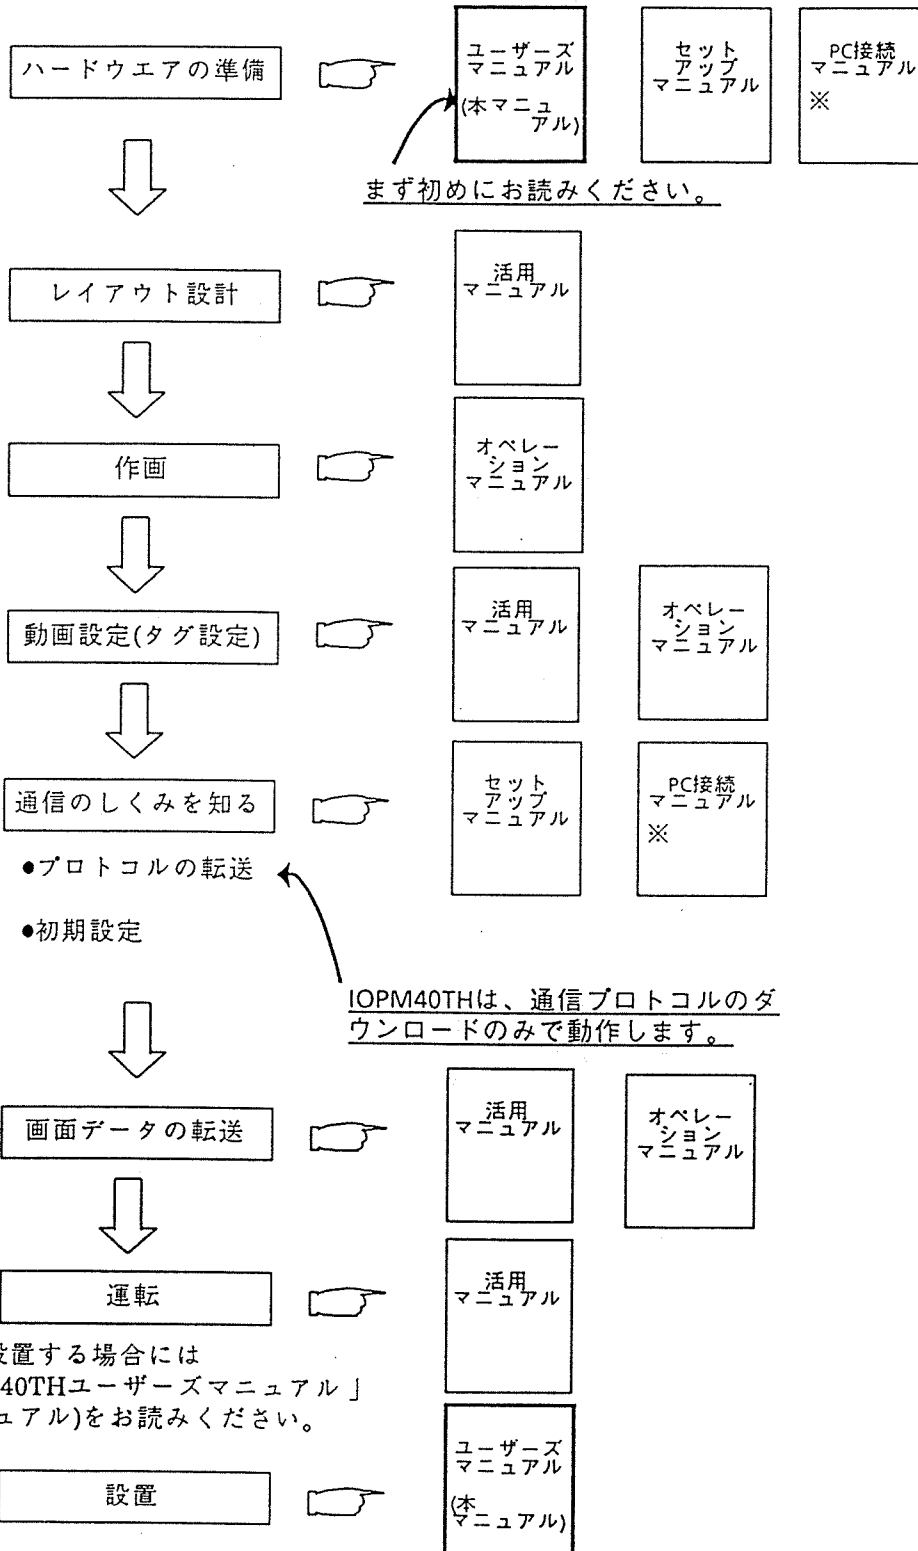 ハードウエアの準備
ユーザーズ
マニュアル
(本マニュ
アル)
セット
アップ
マニュアル
PC接続
マニュアル
※
まず初めにお読みください。
レイアウト設計
活用
マニュアル
作画
オペレー
ション
マニュアル
動画設定(タグ設定)
活用
マニュアル
オペレー
ション
マニュアル
通信のしくみを知る
セット
アップ
マニュアル
PC接続
マニュアル
※
●プロトコルの転送
●初期設定
IOPM40THは、通信プロトコルのダ
ウンロードのみで動作します。
画面データの転送
活用
マニュアル
オペレー
ション
マニュアル
運転
活用
マニュアル
設置する場合には
40THユーザーズマニュアル」
ュアル)をお読みください。
設置
ユーザーズ
マニュアル
(本
マニュアル)